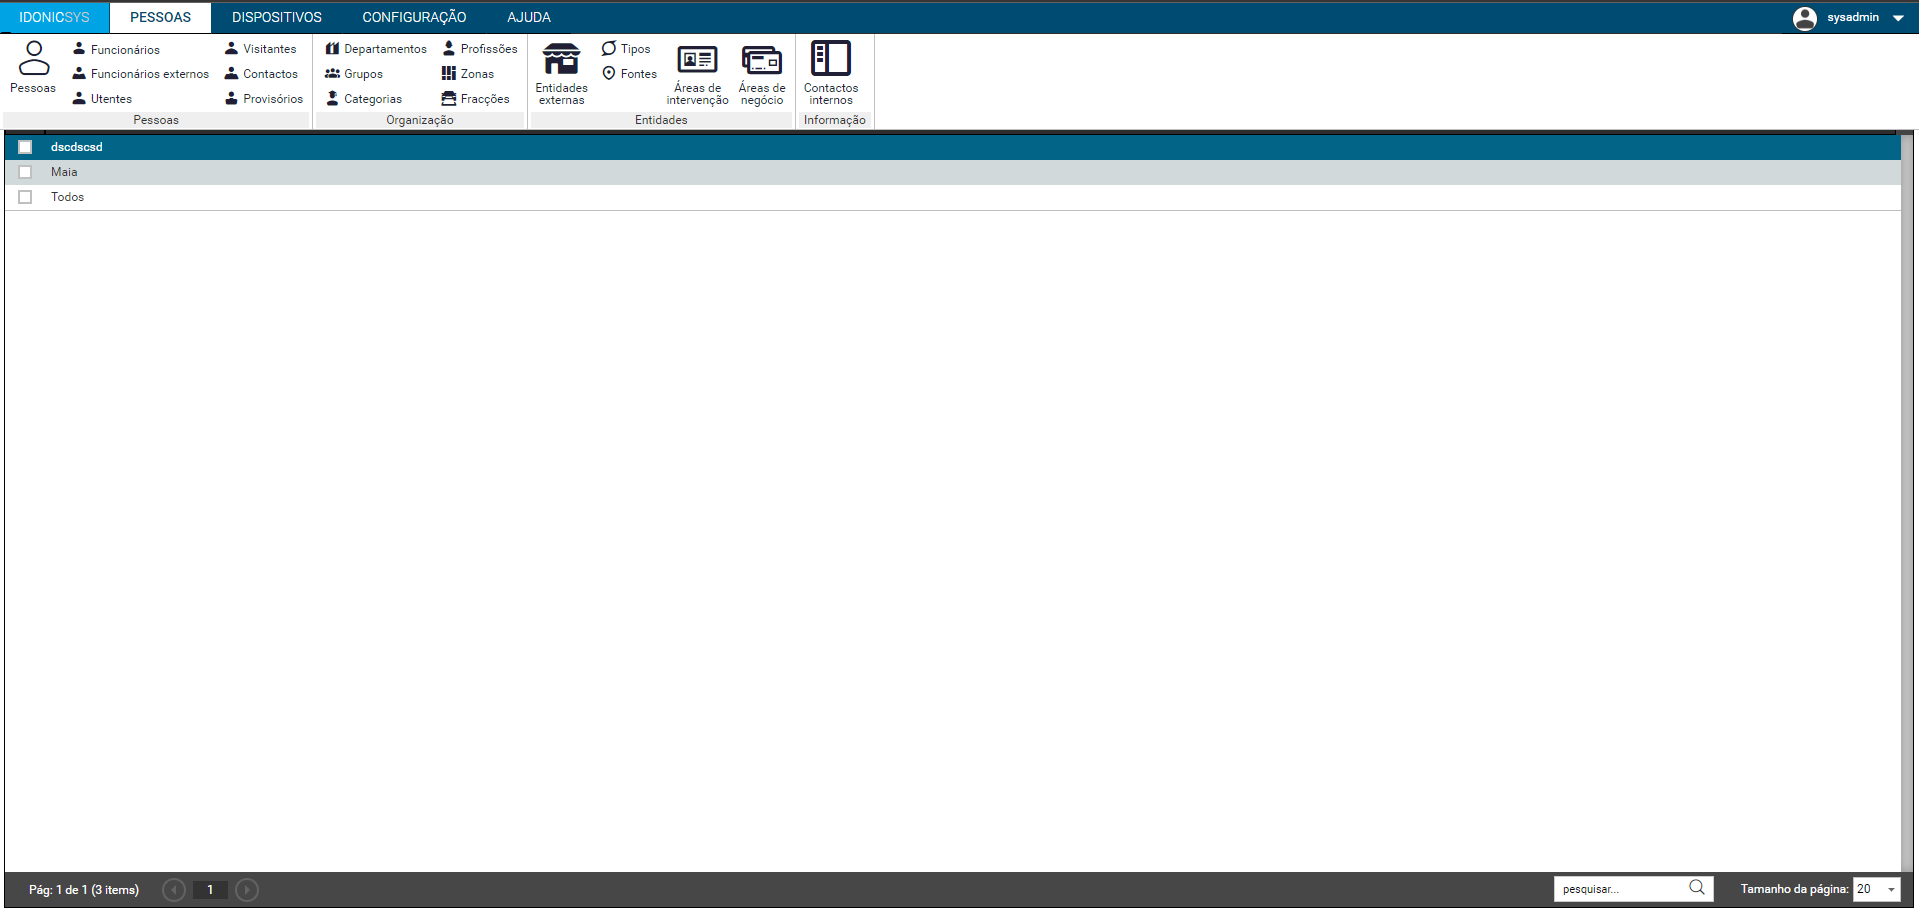 IDONICSYS PESSOAS DISPOSITIVOS CONFIGURAÇÃO AJUDA sysadmin
Pessoas
Funcionários
Funcionários externos
Utentes
Visitantes
Contactos
Provisórios
Pessoas
Departamentos
Grupos
Categorias
Profissões
Zonas
Fracções
Organização
Entidades
externas
Tipos
Fontes
Áreas de
intervenção
Áreas de
negócio
Entidades
Contactos
internos
Informação
dscdscsd
Maia
Todos
Pág: 1 de 1 (3 items) 1 pesquisar... Tamanho da página: 20